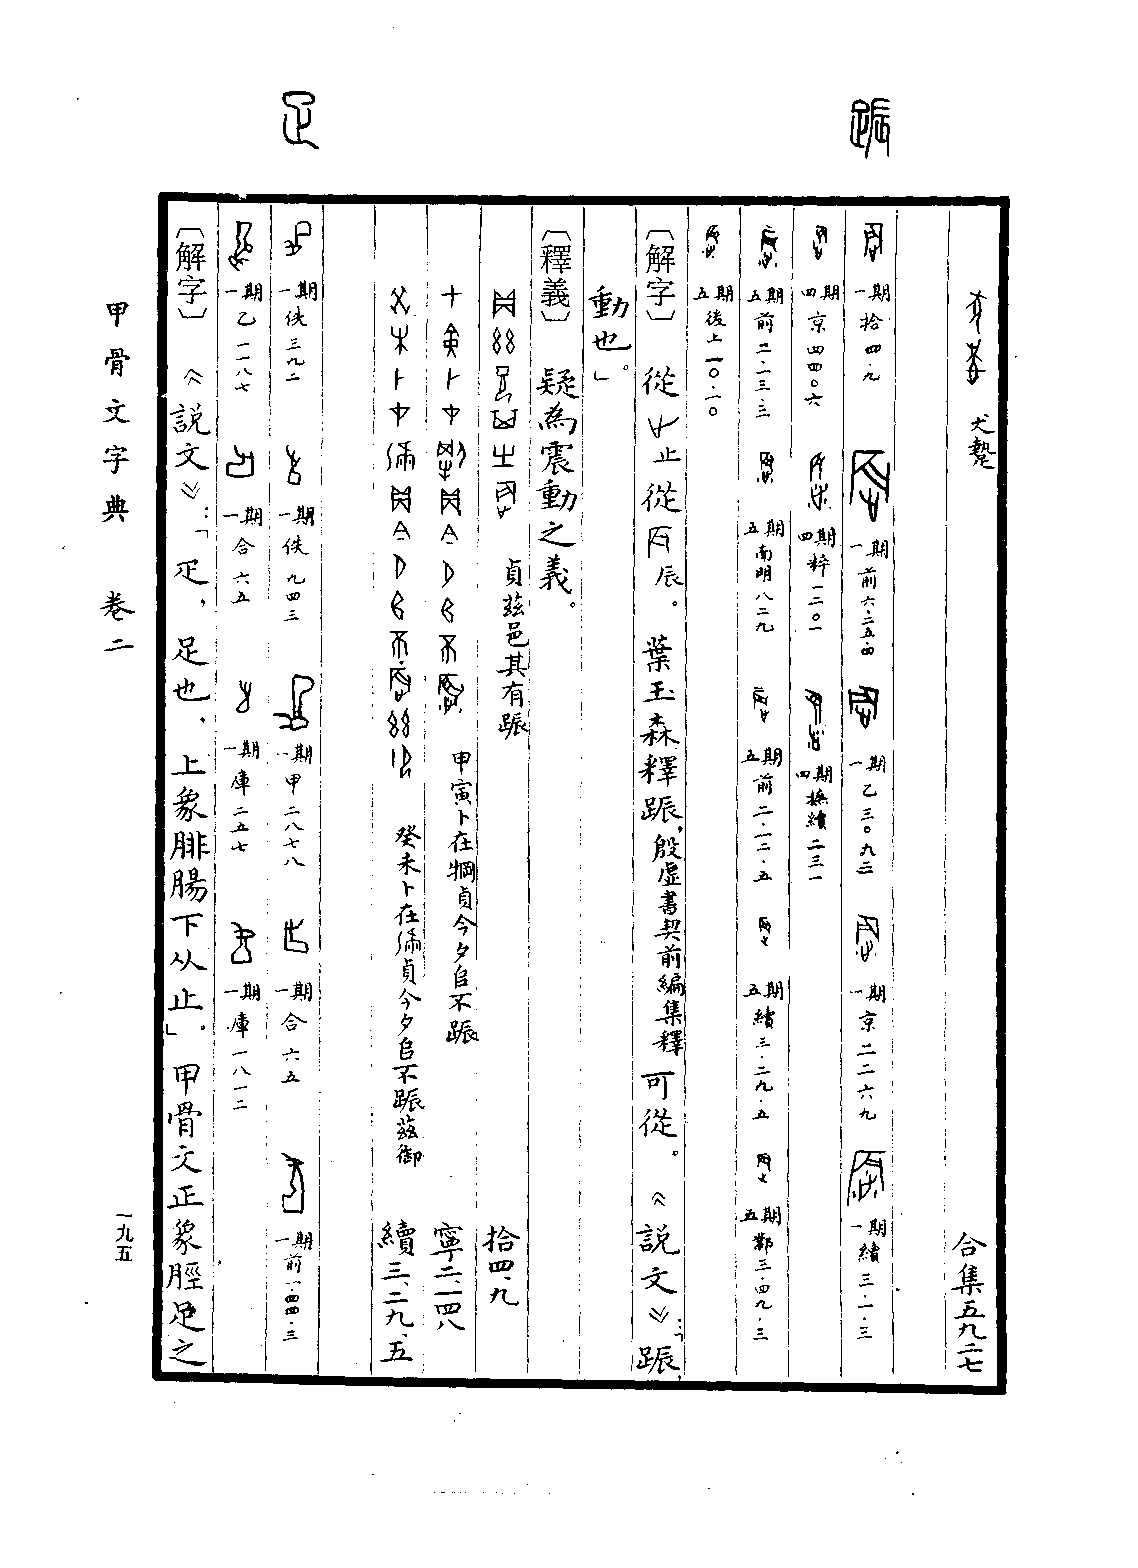 䟴
犬䟴
合集五九二七
一期拾四.九 一期前六.二五.四 一期乙三〇九二 一期京二二六九 一期續三.一.三
四期京四四〇六 四期粹一二〇一 四期摭續二三一
五期前二.一三.三 五期南明八二九 五期前二.一二.五 五期續三.二九.五 五期鄴三.四九.三
五期後上一〇.一〇
〔解字〕 從止從辰。葉玉森釋䟴，殷虛書契前編集釋可從。《說文》：「䟴，
動也。」
〔釋義〕 疑為震動之義。
貞茲邑其有䟴 拾四、九
甲寅卜在貞今夕𠂤不䟴 寧二、一四八
癸未卜在貞今夕𠂤不䟴茲御 續三、二九、五
足
一期佚三九二 一期佚九四三 一期甲二八七八 一期合六五 一期前一.四四.三
一期乙一一八七 一期合六五 一期庫二五七 一期庫一八一二
〔解字〕 《說文》：「疋，足也，上象腓腸下从止」。甲骨文正象脛足之
甲骨文字典 卷二
一九五